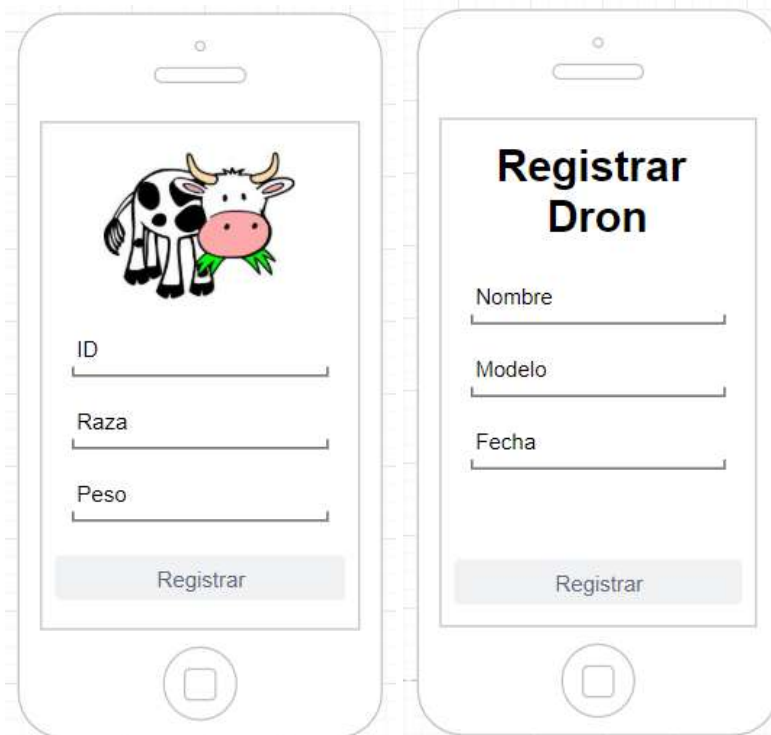 ID
Raza
Peso
Registrar
Registrar
Dron
Nombre
Modelo
Fecha
Registrar